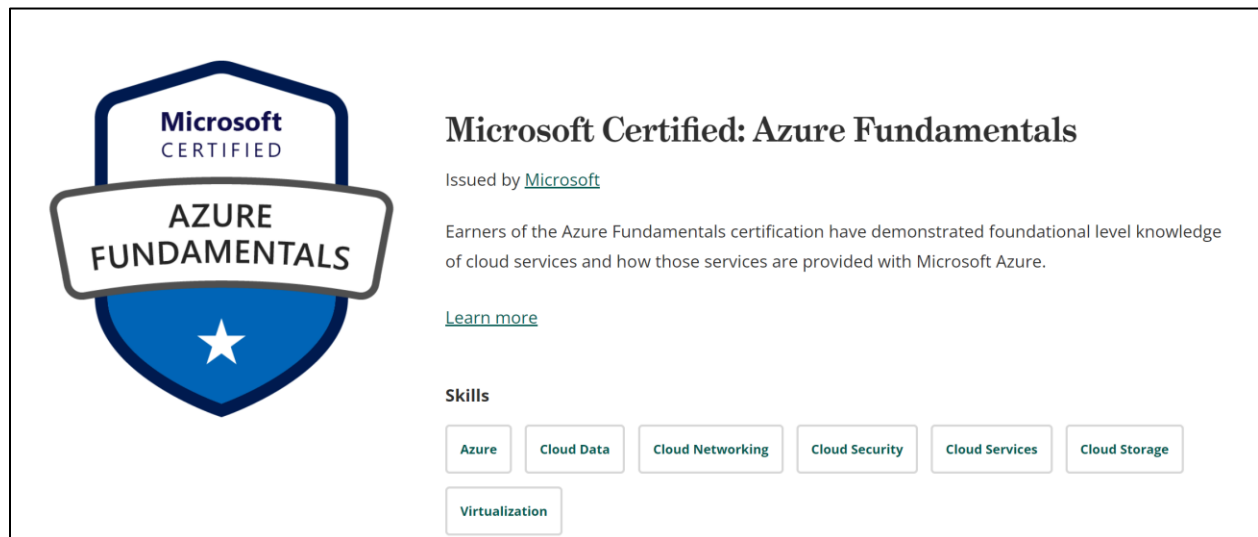 Microsoft
CERTIFIED
AZURE
FUNDAMENTALS
Microsoft Certified: Azure Fundamentals
Issued by Microsoft
Earners of the Azure Fundamentals certification have demonstrated foundational level knowledge
of cloud services and how those services are provided with Microsoft Azure.
Learn more
Skills
Azure Cloud Data Cloud Networking Cloud Security Cloud Services Cloud Storage
Virtualization